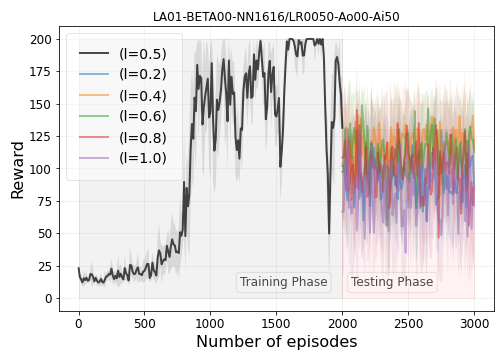 LA01-BETA00-NN1616/LR0050-Ao00-Ai50
Reward
200
175
150
125
100
75
50
25
0
(l=0.5)
(l=0.2)
(l=0.4)
(l=0.6)
(l=0.8)
(l=1.0)
Training Phase
Testing Phase
0
500
1000
1500
2000
2500
3000
Number of episodes